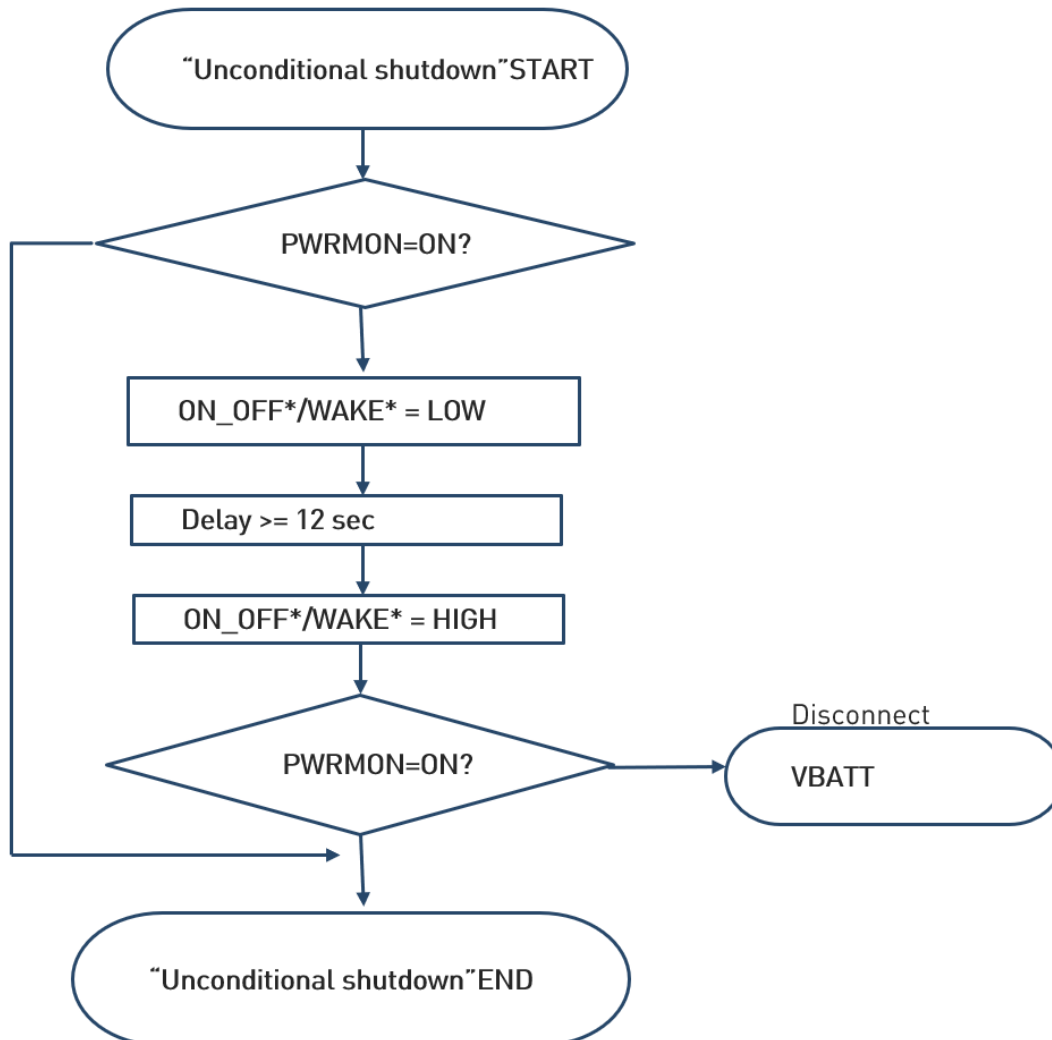 “Unconditional shutdown”START
PWRMON=ON?
ON_OFF*/WAKE* = LOW
Delay >= 12 sec
ON_OFF*/WAKE* = HIGH
PWRMON=ON?
Disconnect
VBATT
“Unconditional shutdown”END